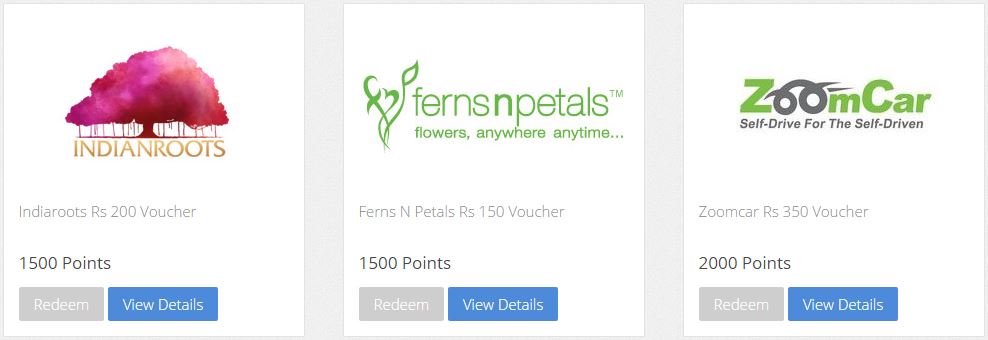 INDIANROOTS
Indiaroots Rs 200 Voucher
1500 Points
Redeem
View Details
fernsnpetals™
flowers, anywhere anytime...
Ferns N Petals Rs 150 Voucher
1500 Points
Redeem
View Details
ZoomCar
Self-Drive For The Self-Driven
Zoomcar Rs 350 Voucher
2000 Points
Redeem
View Details